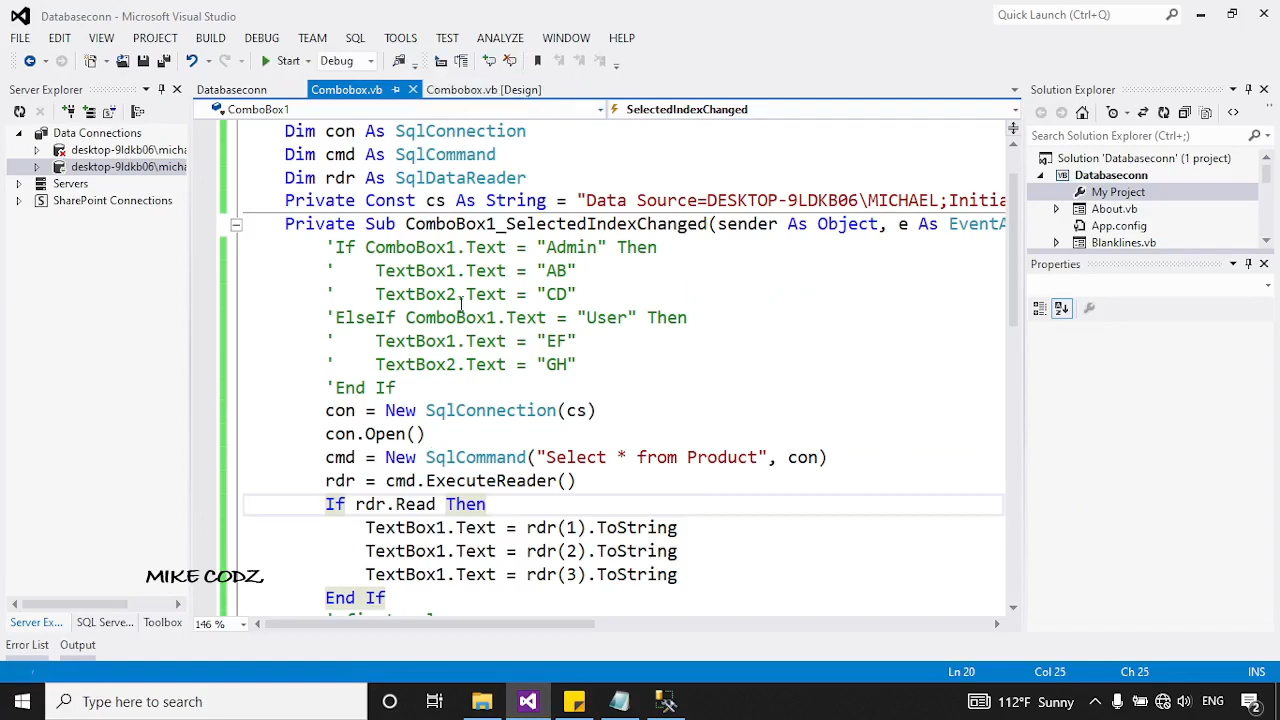 Databaseconn - Microsoft Visual Studio
Quick Launch (Ctrl+Q)
FILE EDIT VIEW PROJECT BUILD DEBUG TEAM SQL TOOLS TEST ANALYZE WINDOW HELP
Start Debug
Server Explorer
Databaseconn Combobox.vb Combobox.vb [Design]
Solution Explorer
ComboBox1 SelectedIndexChanged
Data Connections
desktop-9ldkb06\micha
desktop-9ldkb06\micha
Servers
SharePoint Connections
Dim con As SqlConnection
Dim cmd As SqlCommand
Dim rdr As SqlDataReader
Private Const cs As String = "Data Source=DESKTOP-9LDKB06\MICHAEL;Initia
Private Sub ComboBox1_SelectedIndexChanged(sender As Object, e As EventA
'If ComboBox1.Text = "Admin" Then
' TextBox1.Text = "AB"
' TextBox2.Text = "CD"
'ElseIf ComboBox1.Text = "User" Then
' TextBox1.Text = "EF"
' TextBox2.Text = "GH"
'End If
con = New SqlConnection(cs)
con.Open()
cmd = New SqlCommand("Select * from Product", con)
rdr = cmd.ExecuteReader()
If rdr.Read Then
TextBox1.Text = rdr(1).ToString
TextBox1.Text = rdr(2).ToString
TextBox1.Text = rdr(3).ToString
End If
MIKE CODZ,
Search Solution Explorer (Ctrl+;)
Solution 'Databaseconn' (1 project)
Databaseconn
My Project
About.vb
App.config
Blanklines.vb
Properties
Server Ex... SQL Serve... Toolbox
146 %
Error List Output
Ln 20 Col 25 Ch 25 INS
Type here to search
112°F Sunny
ENG
2